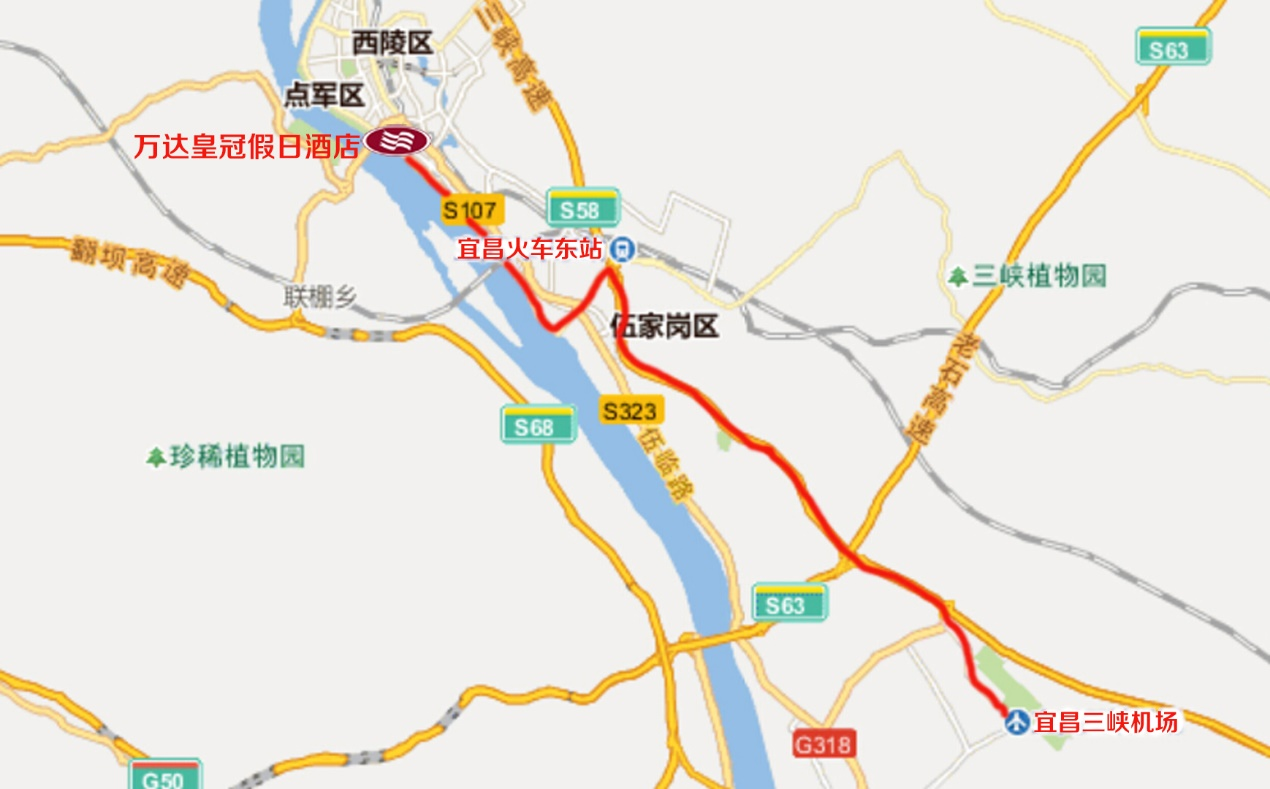 三峡高速
西陵区
S63
点军区
万达皇冠假日酒店
S107
S58
宜昌火车东站
翻坝高速
三峡植物园
联棚乡
伍家岗区
老石高速
S323
S68
伍临路
珍稀植物园
S63
宜昌三峡机场
G318
G50